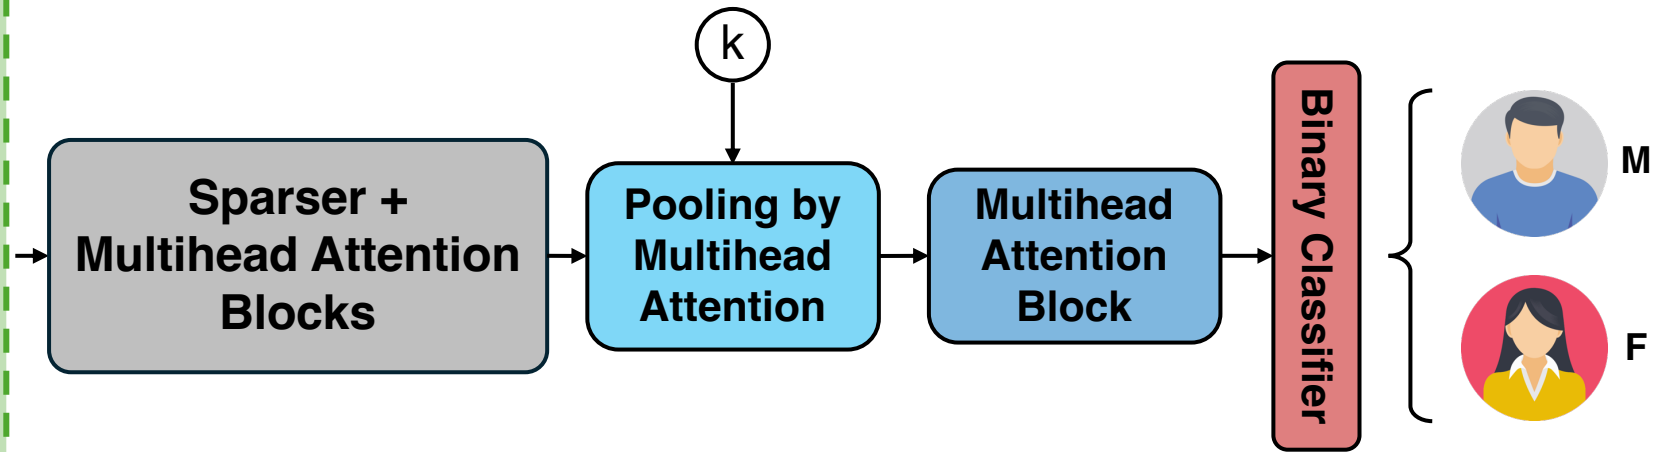 k
Sparser +
Multihead Attention
Blocks
Pooling by
Multihead
Attention
Multihead
Attention
Block
Binary Classifier
M
F